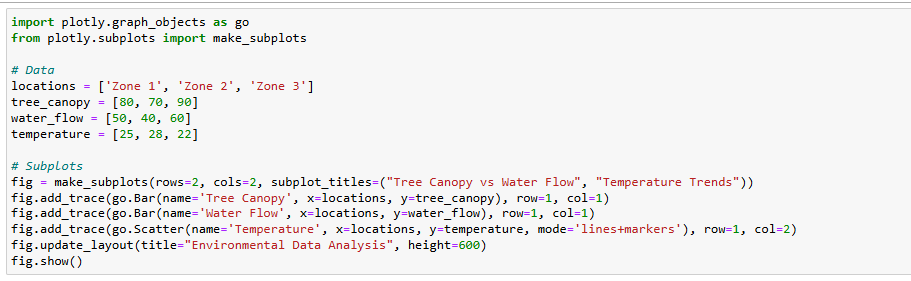 import plotly.graph_objects as go
from plotly.subplots import make_subplots

# Data
locations = ['Zone 1', 'Zone 2', 'Zone 3']
tree_canopy = [80, 70, 90]
water_flow = [50, 40, 60]
temperature = [25, 28, 22]

# Subplots
fig = make_subplots(rows=2, cols=2, subplot_titles=("Tree Canopy vs Water Flow", "Temperature Trends"))
fig.add_trace(go.Bar(name='Tree Canopy', x=locations, y=tree_canopy), row=1, col=1)
fig.add_trace(go.Bar(name='Water Flow', x=locations, y=water_flow), row=1, col=1)
fig.add_trace(go.Scatter(name='Temperature', x=locations, y=temperature, mode='lines+markers'), row=1, col=2)
fig.update_layout(title="Environmental Data Analysis", height=600)
fig.show()